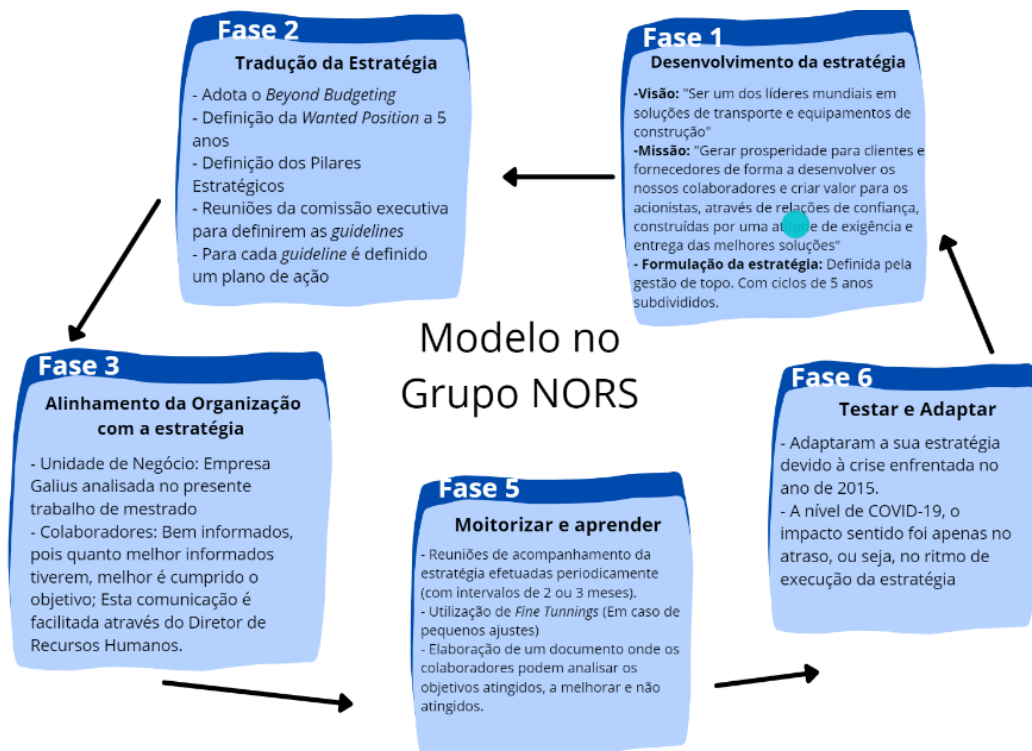 Fase 1
Desenvolvimento da estratégia
-Visão: "Ser um dos líderes mundiais em
soluções de transporte e equipamentos de
construção"
-Missão: "Gerar prosperidade para clientes e
fornecedores de forma a desenvolver os
nossos colaboradores e criar valor para os
acionistas, através de relações de confiança,
construídas por uma atitude de exigência e
entrega das melhores soluções"
- Formulação da estratégia: Definida pela
gestão de topo. Com ciclos de 5 anos
subdivididos.
Fase 2
Tradução da Estratégia
- Adota o Beyond Budgeting
- Definição da Wanted Position a 5
anos
- Definição dos Pilares
Estratégicos
- Reuniões da comissão executiva
para definirem as guidelines
- Para cada guideline é definido
um plano de ação
Modelo no
Grupo NORS
Fase 3
Alinhamento da Organização
com a estratégia
- Unidade de Negócio: Empresa
Galius analisada no presente
trabalho de mestrado
- Colaboradores: Bem informados,
pois quanto melhor informados
tiverem, melhor é cumprido o
objetivo; Esta comunicação é
facilitada através do Diretor de
Recursos Humanos.
Fase 5
Moitorizar e aprender
- Reuniões de acompanhamento da
estratégia efetuadas periodicamente
(com intervalos de 2 ou 3 meses).
- Utilização de Fine Tunnings (Em caso de
pequenos ajustes)
- Elaboração de um documento onde os
colaboradores podem analisar os
objetivos atingidos, a melhorar e não
atingidos.
Fase 6
Testar e Adaptar
- Adaptaram a sua estratégia
devido à crise enfrentada no
ano de 2015.
- A nível de COVID-19, o
impacto sentido foi apenas no
atraso, ou seja, no ritmo de
execução da estratégia